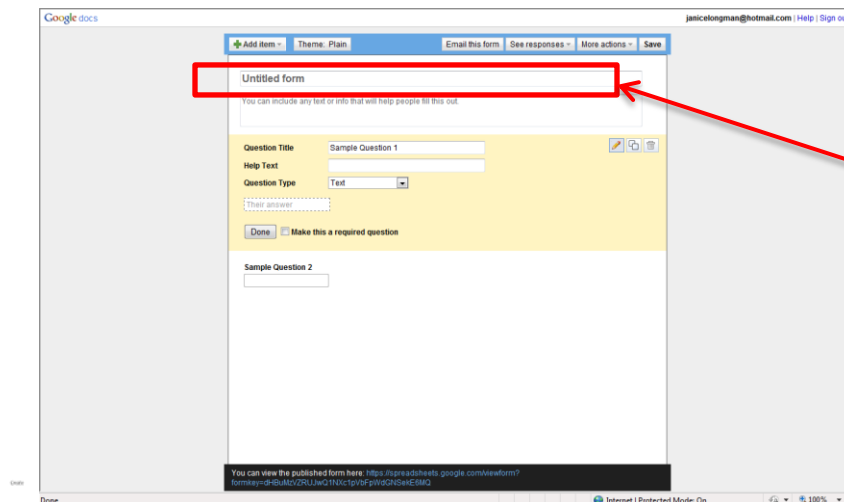 Google docs
janicelongman@hotmail.com | Help | Sign ou
Add item
Theme: Plain
Email this form
See responses
More actions
Save
Untitled form
You can include any text or info that will help people fill this out.
Question Title
Sample Question 1
Help Text
Question Type
Text
Their answer
Done
Make this a required question
Sample Question 2
You can view the published form here: https://spreadsheets.google.com/viewform?
Done
Internet | Protected Mode: On
100%